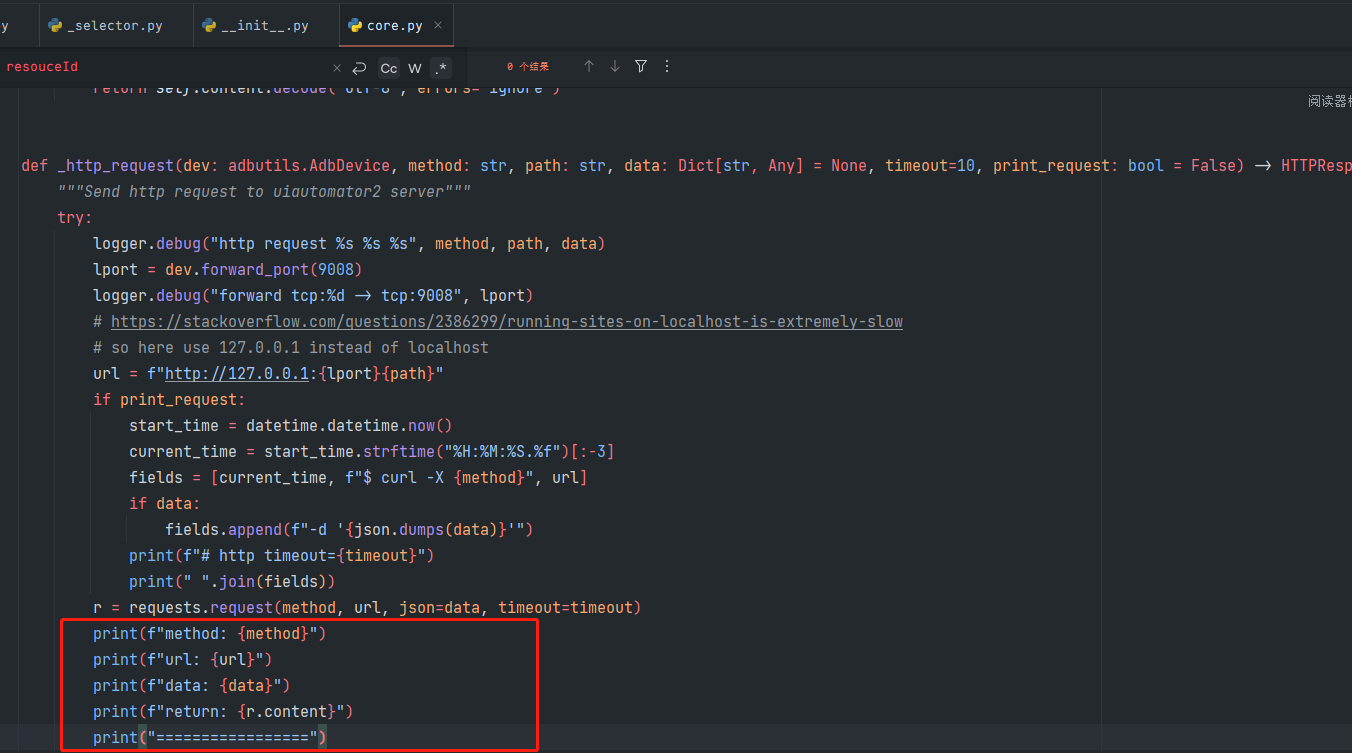 y
_selector.py
__init__.py
core.py
resouceId
Cc
W
.*
0 个结果
return self.content.decode("utf-8", errors="ignore")
阅读器
def _http_request(dev: adbutils.AdbDevice, method: str, path: str, data: Dict[str, Any] = None, timeout=10, print_request: bool = False) -> HTTPResp
"""Send http request to uiautomator2 server"""
try:
logger.debug("http request %s %s %s", method, path, data)
lport = dev.forward_port(9008)
logger.debug("forward tcp:%d -> tcp:9008", lport)
# https://stackoverflow.com/questions/2386299/running-sites-on-localhost-is-extremely-slow
# so here use 127.0.0.1 instead of localhost
url = f"http://127.0.0.1:{lport}{path}"
if print_request:
start_time = datetime.datetime.now()
current_time = start_time.strftime("%H:%M:%S.%f")[:-3]
fields = [current_time, f"$ curl -X {method}", url]
if data:
fields.append(f"-d '{json.dumps(data)}'")
print(f"# http timeout={timeout}")
print(" ".join(fields))
r = requests.request(method, url, json=data, timeout=timeout)
print(f"method: {method}")
print(f"url: {url}")
print(f"data: {data}")
print(f"return: {r.content}")
print("=================")